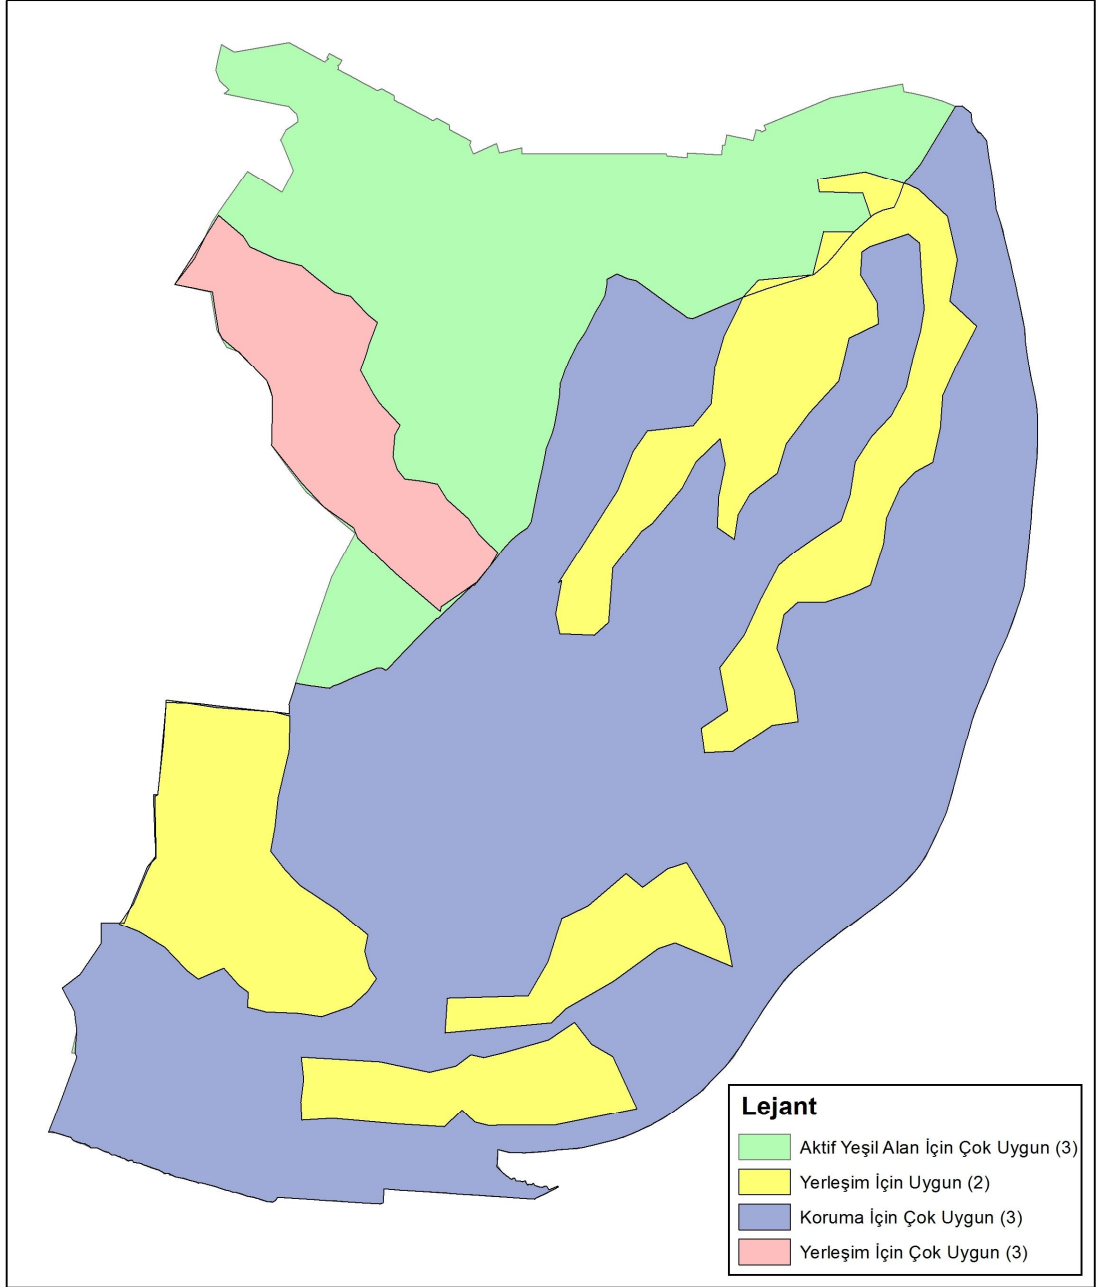 Lejant
Aktif Yeşil Alan İçin Çok Uygun (3)
Yerleşim İçin Uygun (2)
Koruma İçin Çok Uygun (3)
Yerleşim İçin Çok Uygun (3)